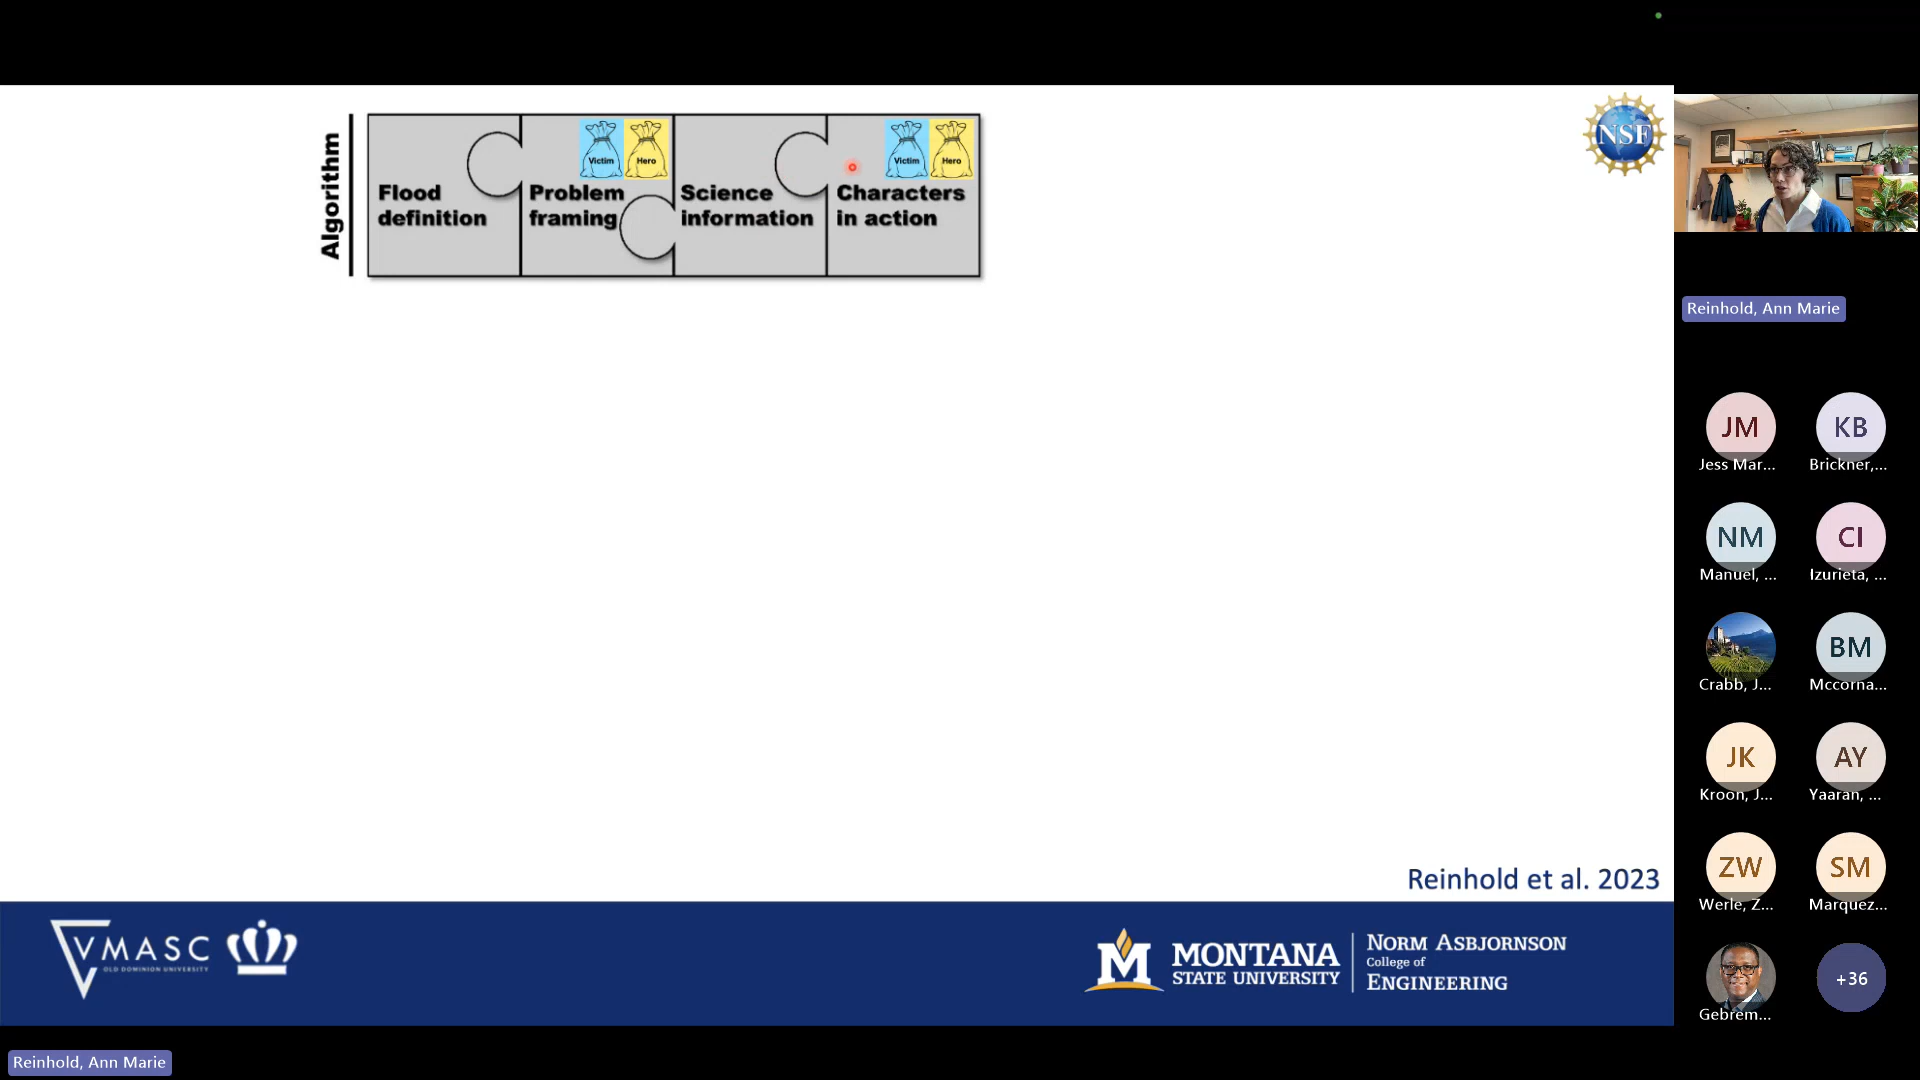 Algorithm
Flood
definition
Victim
Hero
Problem
framing
Science
information
Victim
Hero
Characters
in action
NSF
Reinhold et al. 2023
VMASC
OLD DOMINION UNIVERSITY
M
MONTANA
STATE UNIVERSITY
NORM ASBJORNSON
College of
ENGINEERING
Reinhold, Ann Marie
JM
Jess Mar...
KB
Brickner,...
NM
Manuel, ...
CI
Izurieta, ...
Crabb, J...
BM
Mccorna...
JK
Kroon, J...
AY
Yaaran, ...
ZW
Werle, Z...
SM
Marquez...
Gebrem...
+36
Reinhold, Ann Marie